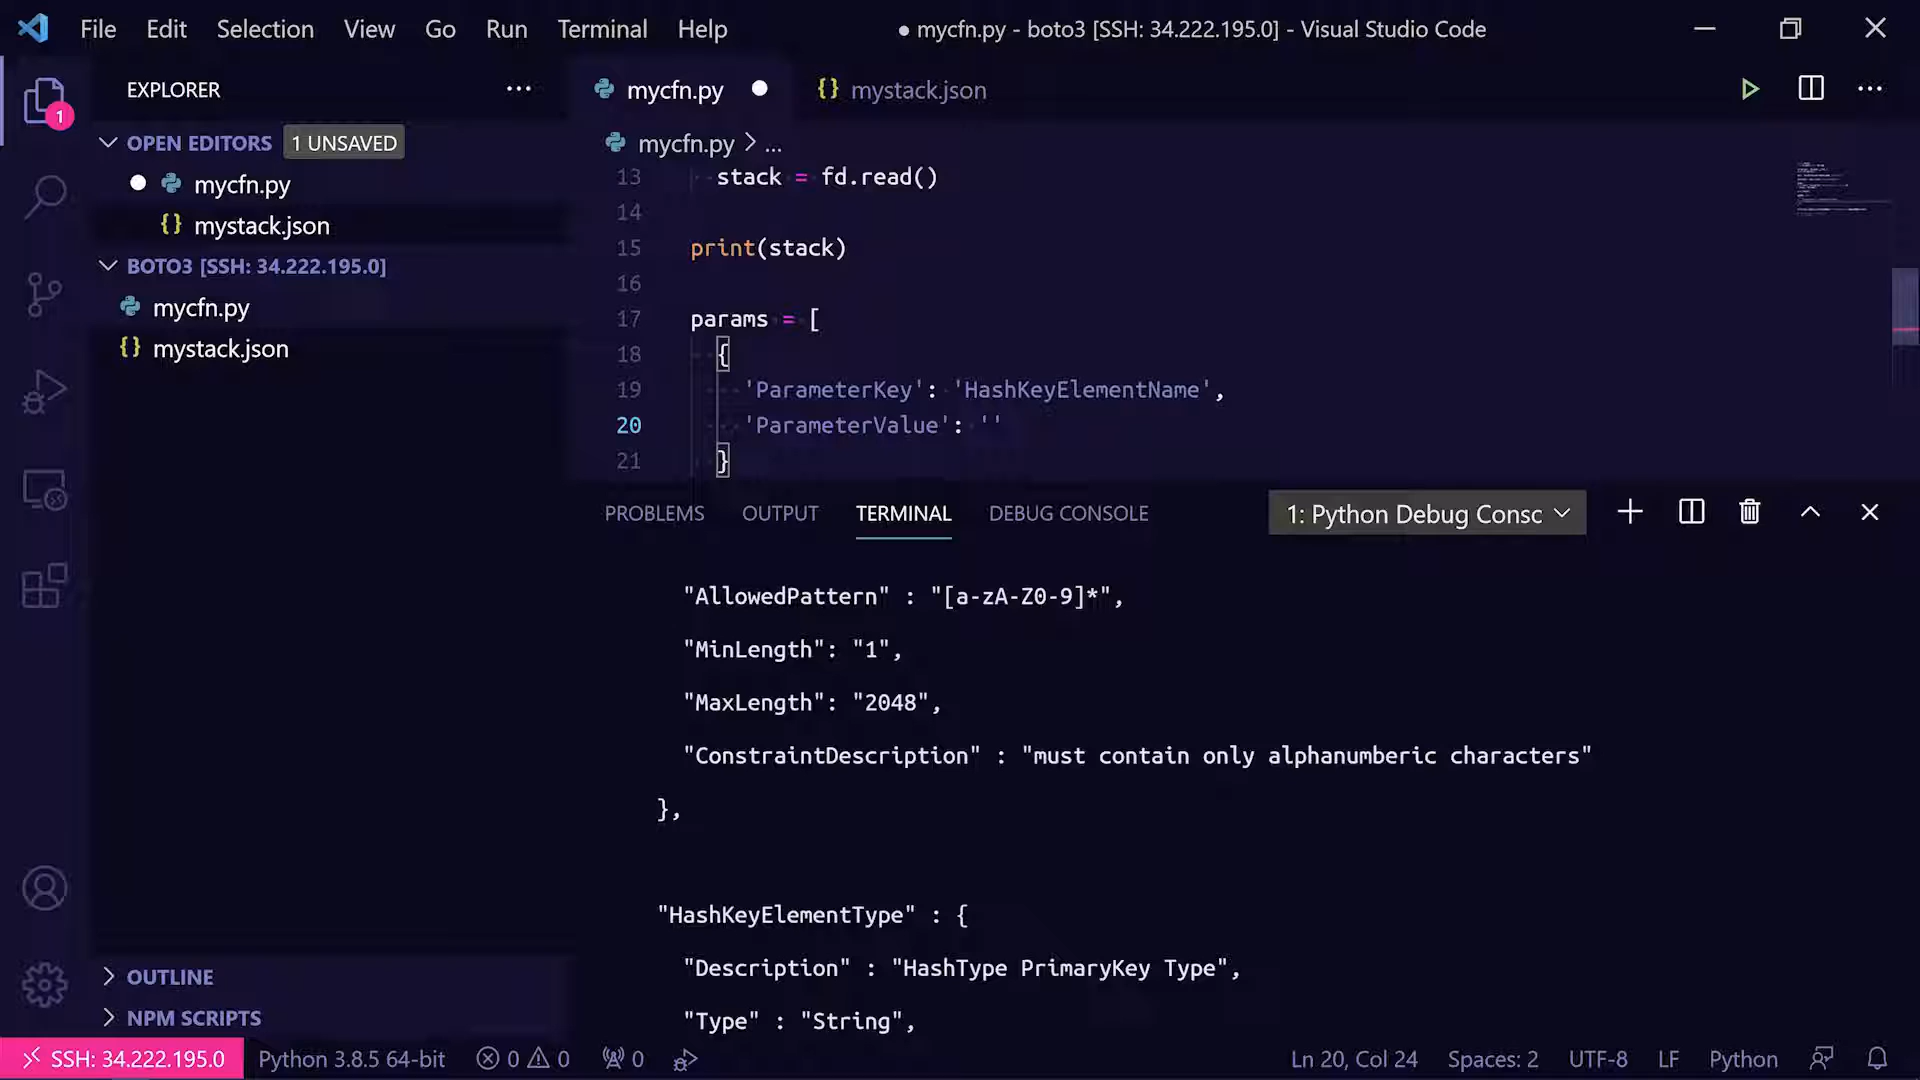 File Edit Selection View Go Run Terminal Help
● mycfn.py - boto3 [SSH: 34.222.195.0] - Visual Studio Code
EXPLORER ...
1
OPEN EDITORS 1 UNSAVED
mycfn.py
{} mystack.json
BOTO3 [SSH: 34.222.195.0]
mycfn.py
{} mystack.json
OUTLINE
NPM SCRIPTS
mycfn.py
{} mystack.json
mycfn.py > ...
13 stack = fd.read()
14
15 print(stack)
16
17 params = [
18 {
19 'ParameterKey': 'HashKeyElementName',
20 'ParameterValue': ''
21 }
PROBLEMS OUTPUT TERMINAL DEBUG CONSOLE
1: Python Debug Consc
"AllowedPattern" : "[a-zA-Z0-9]*",
"MinLength": "1",
"MaxLength": "2048",
"ConstraintDescription" : "must contain only alphanumberic characters"
},
"HashKeyElementType" : {
"Description" : "HashType PrimaryKey Type",
"Type" : "String",
SSH: 34.222.195.0 Python 3.8.5 64-bit 0 0 0
Ln 20, Col 24 Spaces: 2 UTF-8 LF Python